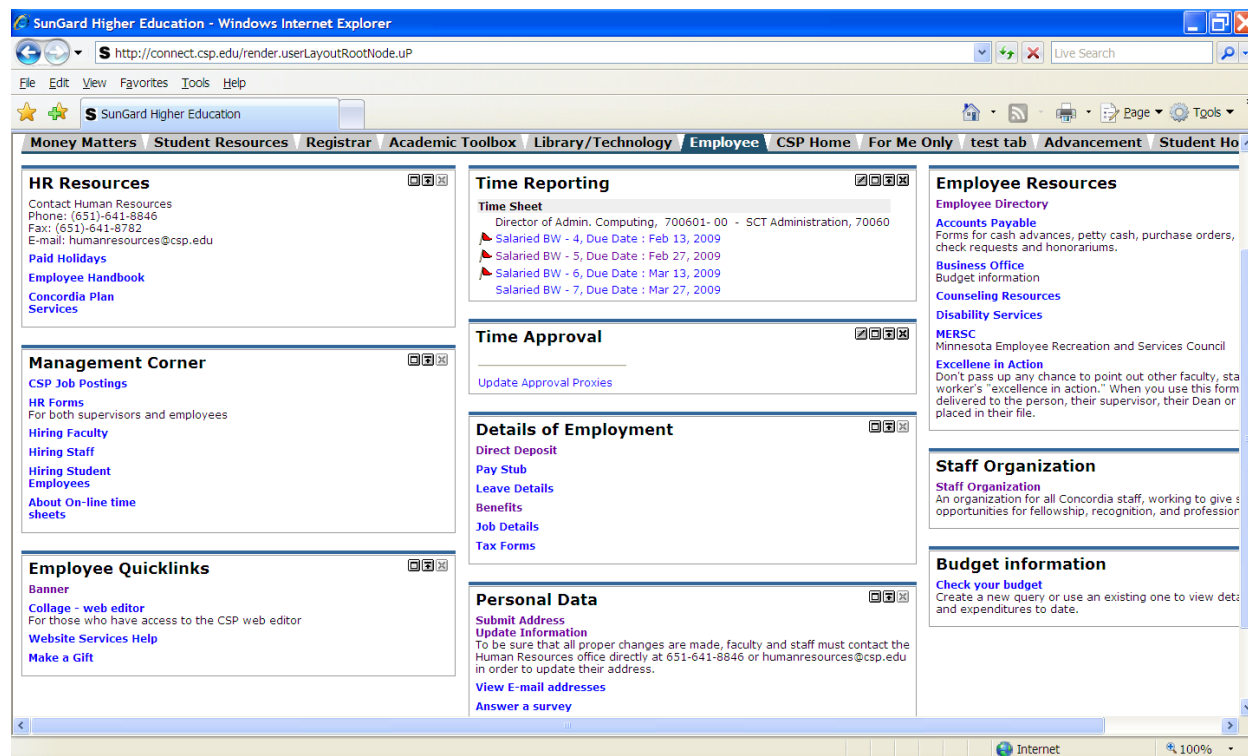 SunGard Higher Education - Windows Internet Explorer
S http://connect.csp.edu/render.userLayoutRootNode.uP
Live Search
File Edit View Favorites Tools Help
S SunGard Higher Education
Page Tools
Money Matters Student Resources Registrar Academic Toolbox Library/Technology Employee CSP Home For Me Only test tab Advancement Student Ho
HR Resources
Contact Human Resources
Phone: (651)-641-8846
Fax: (651)-641-8782
E-mail: humanresources@csp.edu
Paid Holidays
Employee Handbook
Concordia Plan
Services
Management Corner
CSP Job Postings
HR Forms
For both supervisors and employees
Hiring Faculty
Hiring Staff
Hiring Student
Employees
About On-line time
sheets
Employee Quicklinks
Banner
Collage - web editor
For those who have access to the CSP web editor
Website Services Help
Make a Gift
Time Reporting
Time Sheet
Director of Admin. Computing, 700601- 00 - SCT Administration, 70060
Salaried BW - 4, Due Date : Feb 13, 2009
Salaried BW - 5, Due Date : Feb 27, 2009
Salaried BW - 6, Due Date : Mar 13, 2009
Salaried BW - 7, Due Date : Mar 27, 2009
Time Approval
Update Approval Proxies
Details of Employment
Direct Deposit
Pay Stub
Leave Details
Benefits
Job Details
Tax Forms
Personal Data
Submit Address
Update Information
To be sure that all proper changes are made, faculty and staff must contact the
Human Resources office directly at 651-641-8846 or humanresources@csp.edu
in order to update their address.
View E-mail addresses
Answer a survey
Employee Resources
Employee Directory
Accounts Payable
Forms for cash advances, petty cash, purchase orders,
check requests and honorariums.
Business Office
Budget information
Counseling Resources
Disability Services
MERSC
Minnesota Employee Recreation and Services Council
Excellene in Action
Don't pass up any chance to point out other faculty, sta
worker's "excellence in action." When you use this form
delivered to the person, their supervisor, their Dean or
placed in their file.
Staff Organization
Staff Organization
An organization for all Concordia staff, working to give s
opportunities for fellowship, recognition, and profession
Budget information
Check your budget
Create a new query or use an existing one to view deta
and expenditures to date.
Internet 100%